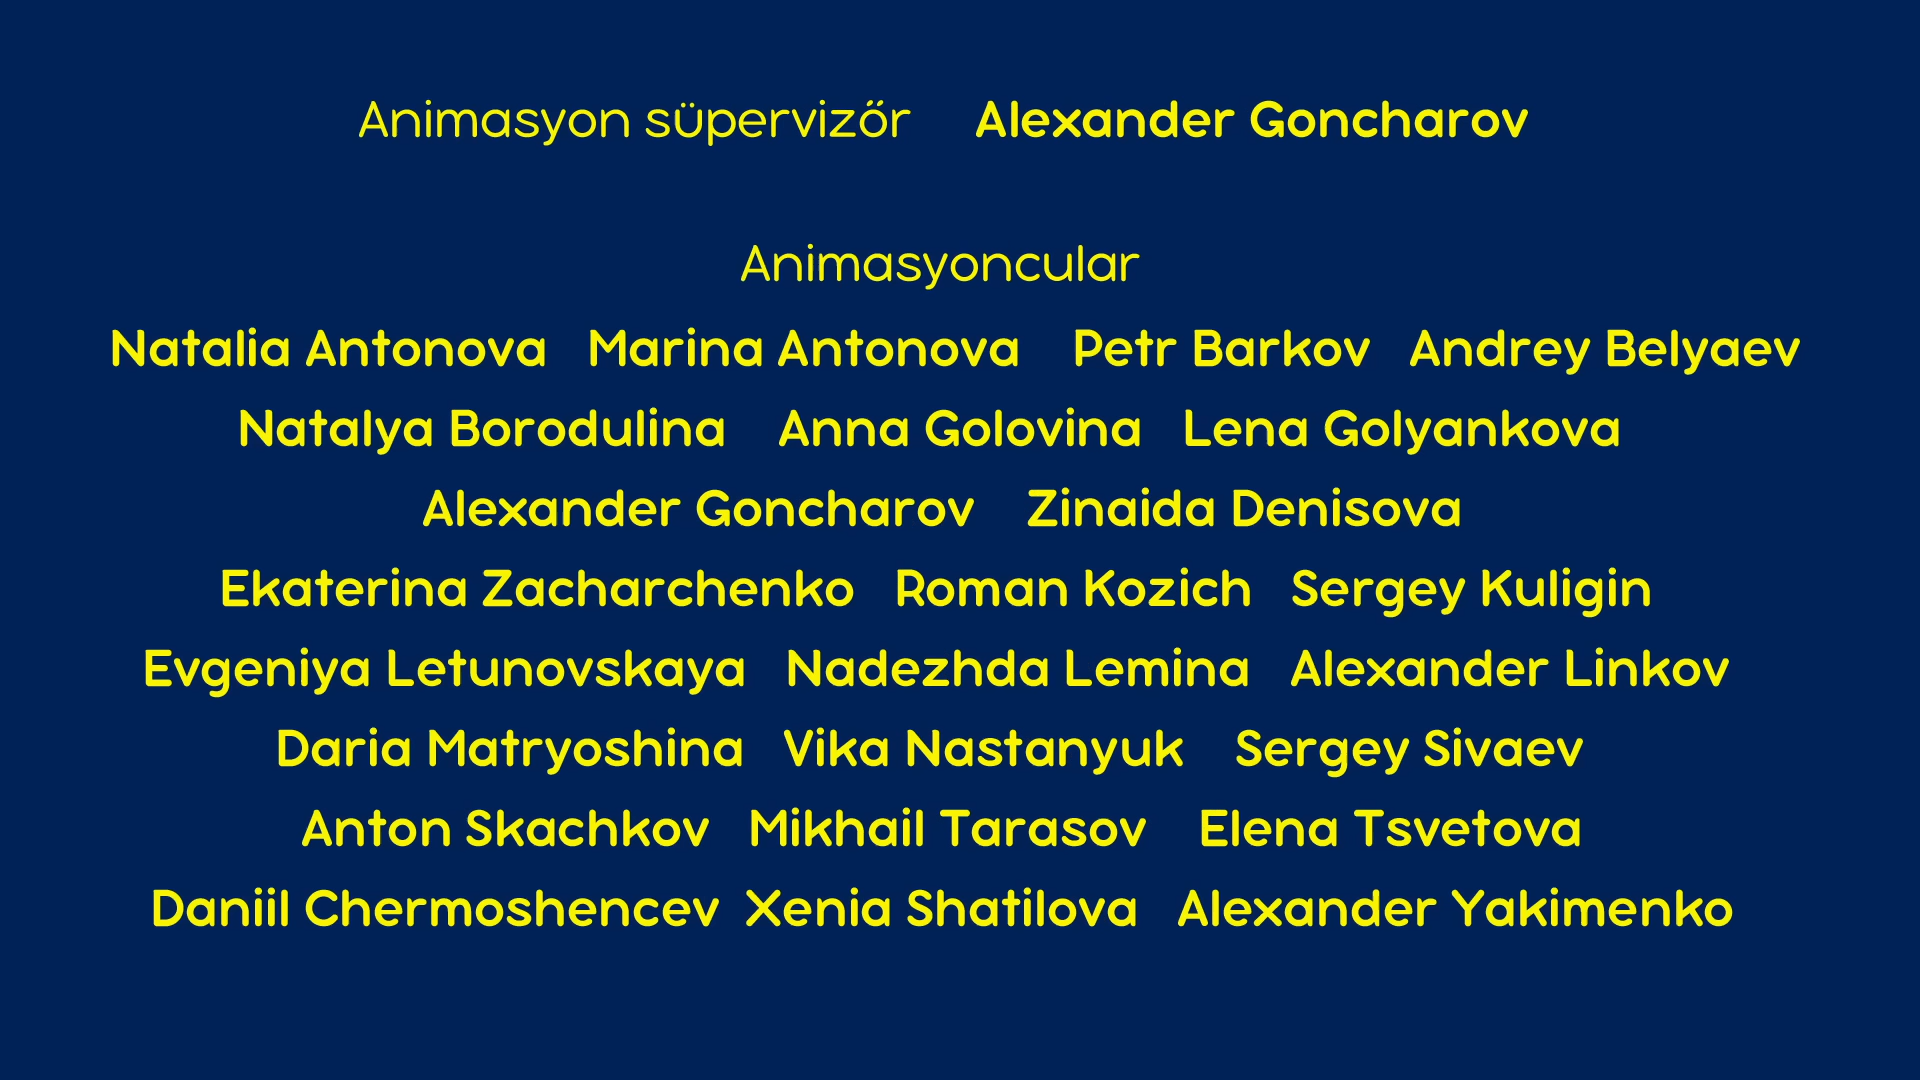 Animasyon süpervizőr Alexander Goncharov
Animasyoncular
Natalia Antonova Marina Antonova Petr Barkov Andrey Belyaev
Natalya Borodulina Anna Golovina Lena Golyankova
Alexander Goncharov Zinaida Denisova
Ekaterina Zacharchenko Roman Kozich Sergey Kuligin
Evgeniya Letunovskaya Nadezhda Lemina Alexander Linkov
Daria Matryoshina Vika Nastanyuk Sergey Sivaev
Anton Skachkov Mikhail Tarasov Elena Tsvetova
Daniil Chermoshencev Xenia Shatilova Alexander Yakimenko